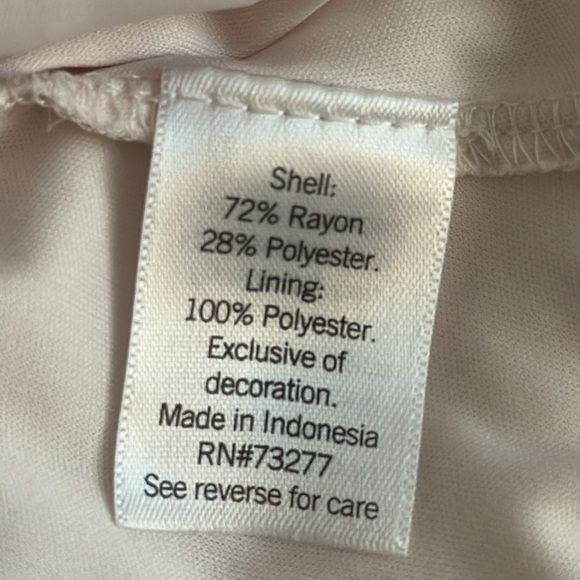 Shell:
72% Rayon
28% Polyester.
Lining:
100% Polyester.
Exclusive of
decoration.
Made in Indonesia
RN#73277
See reverse for care